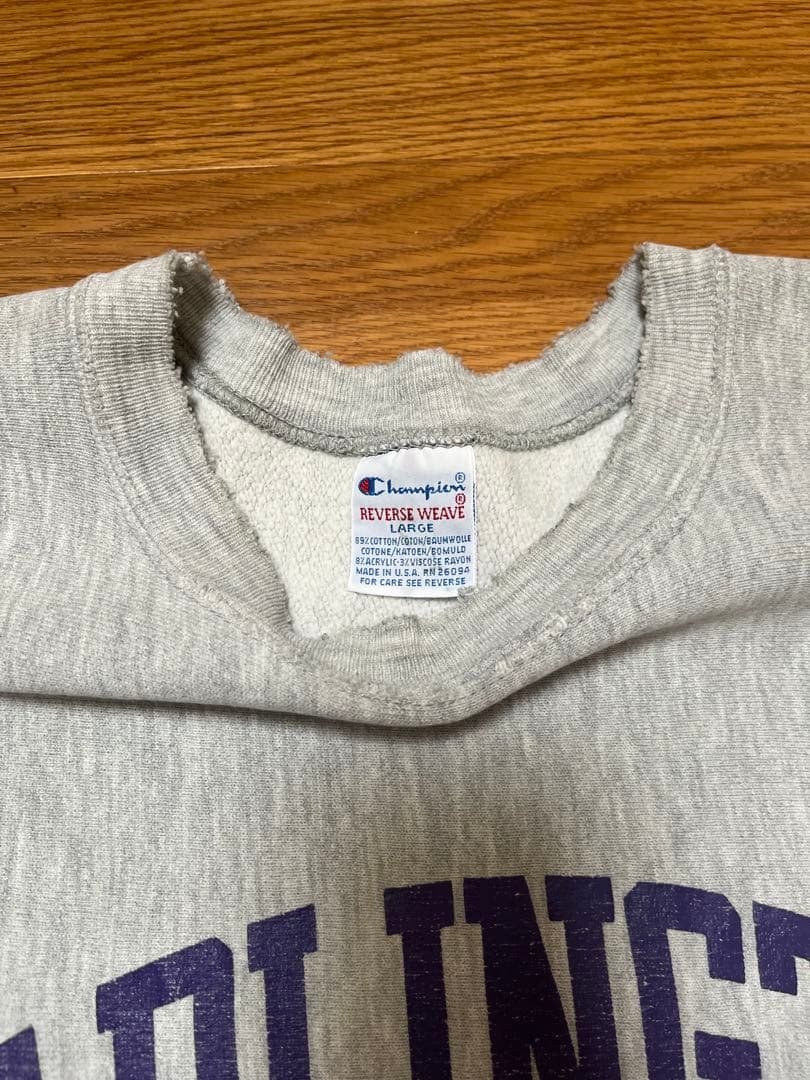 Champion®
®
REVERSE WEAVE
LARGE
89% COTTON/COTON/BAUMWOLLE
COTONE/KATOEN/BOMULD
8% ACRYLIC-3% VISCOSE RAYON
MADE IN U.S.A. RN 26094
FOR CARE SEE REVERSE